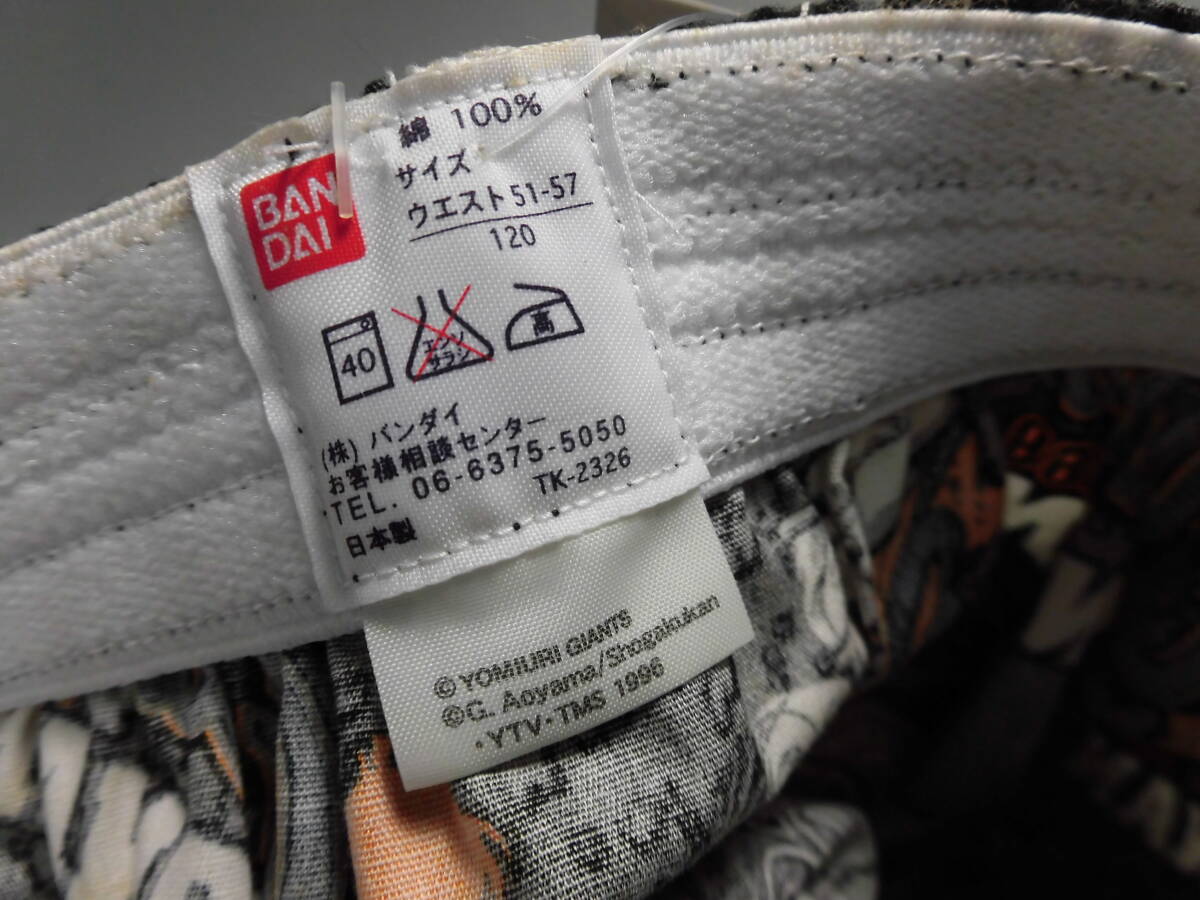 綿 100%
サイズ
ウエスト 51-57
120
BAN
DAI
40
エンソ
サラシ
高
(株) バンダイ
お客様相談センター
TEL. 06-6375-5050
TK-2326
日本製
© YOMIURI GIANTS
©G. Aoyama/Shogakukan
・YTV・TMS 1996